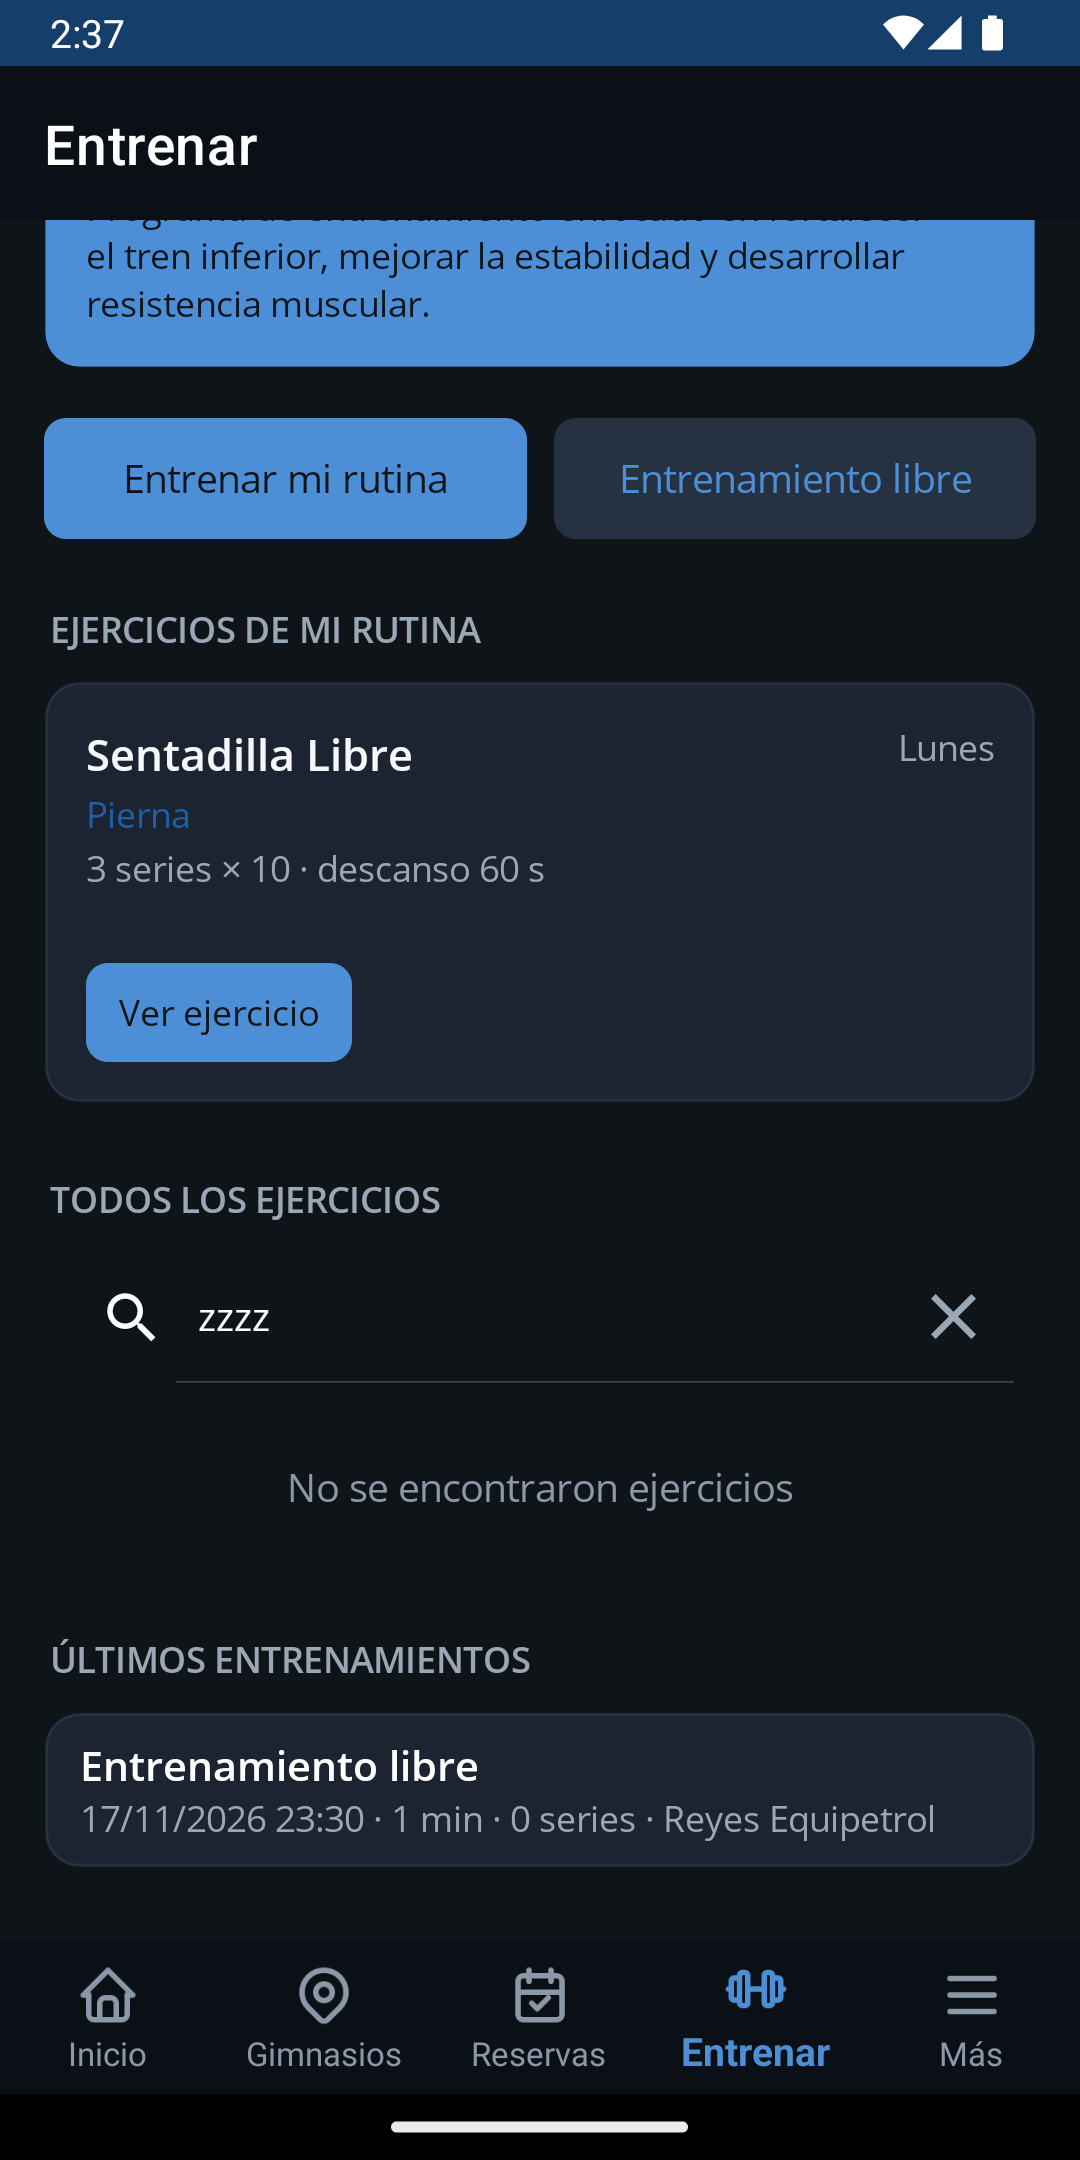 2:37
Entrenar
el tren inferior, mejorar la estabilidad y desarrollar
resistencia muscular.
Entrenar mi rutina
Entrenamiento libre
EJERCICIOS DE MI RUTINA
Sentadilla Libre
Lunes
Pierna
3 series × 10 · descanso 60 s
Ver ejercicio
TODOS LOS EJERCICIOS
zzzz
No se encontraron ejercicios
ÚLTIMOS ENTRENAMIENTOS
Entrenamiento libre
17/11/2026 23:30 · 1 min · 0 series · Reyes Equipetrol
Inicio
Gimnasios
Reservas
Entrenar
Más